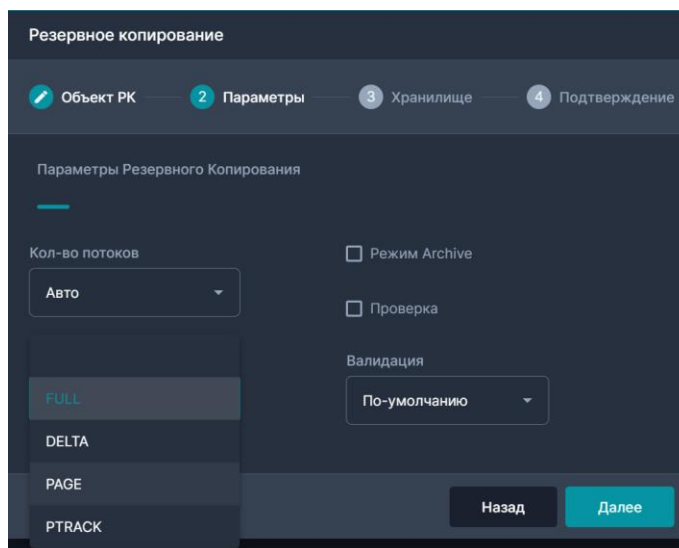 Резервное копирование
Объект РК 2 Параметры 3 Хранилище 4 Подтверждение
Параметры Резервного Копирования
Кол-во потоков
Авто
Режим Archive
Проверка
FULL
DELTA
PAGE
PTRACK
Валидация
По-умолчанию
Назад Далее